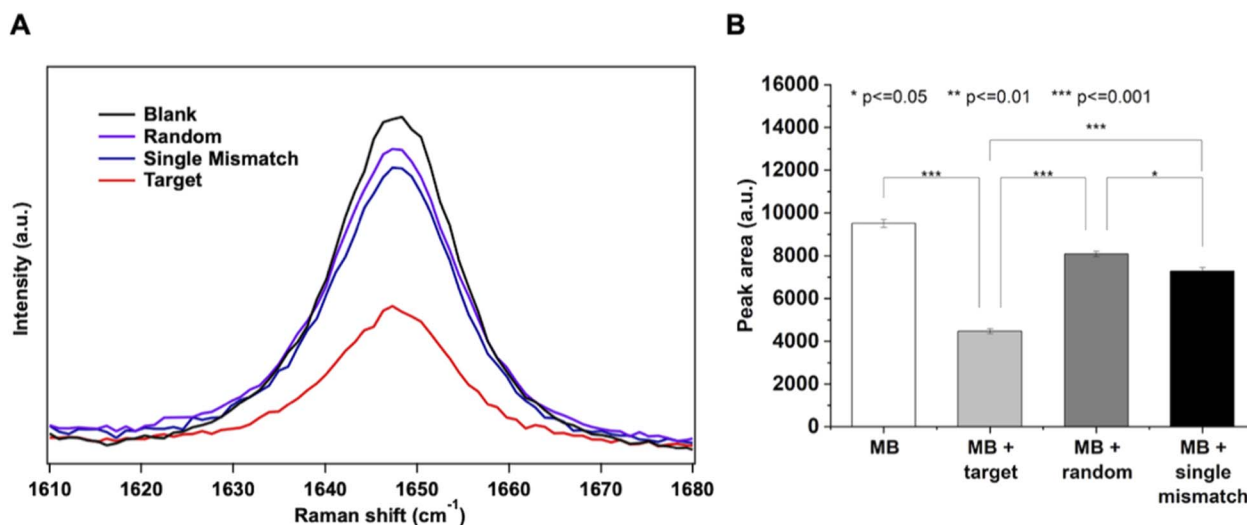 A
Blank
Random
Single Mismatch
Target
Intensity (a.u.)
1610 1620 1630 1640 1650 1660 1670 1680
Raman shift (cm⁻¹)
B
* p<=0.05 ** p<=0.01 *** p<=0.001
***
*** *** *
Peak area (a.u.)
16000
14000
12000
10000
8000
6000
4000
2000
0
MB MB + MB + MB +
target random single
mismatch